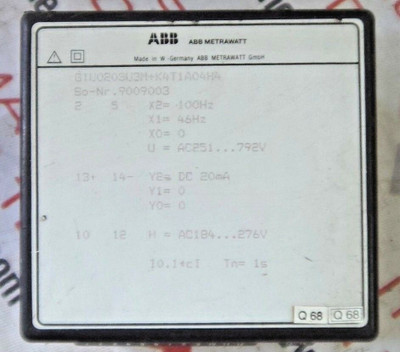 ABB ABB METRAWATT
Made in W-Germany ABB METRAWATT GmbH
So-Nr. 9009003
2 5 X2= 100Hz
X1= 46Hz
X0= 0
U = AC251...792V
13+ 14- Y2= DC 20mA
Y1= 0
Y0= 0
10 12 H = AC184...276V
Tn= 1s
Q 68 Q 68